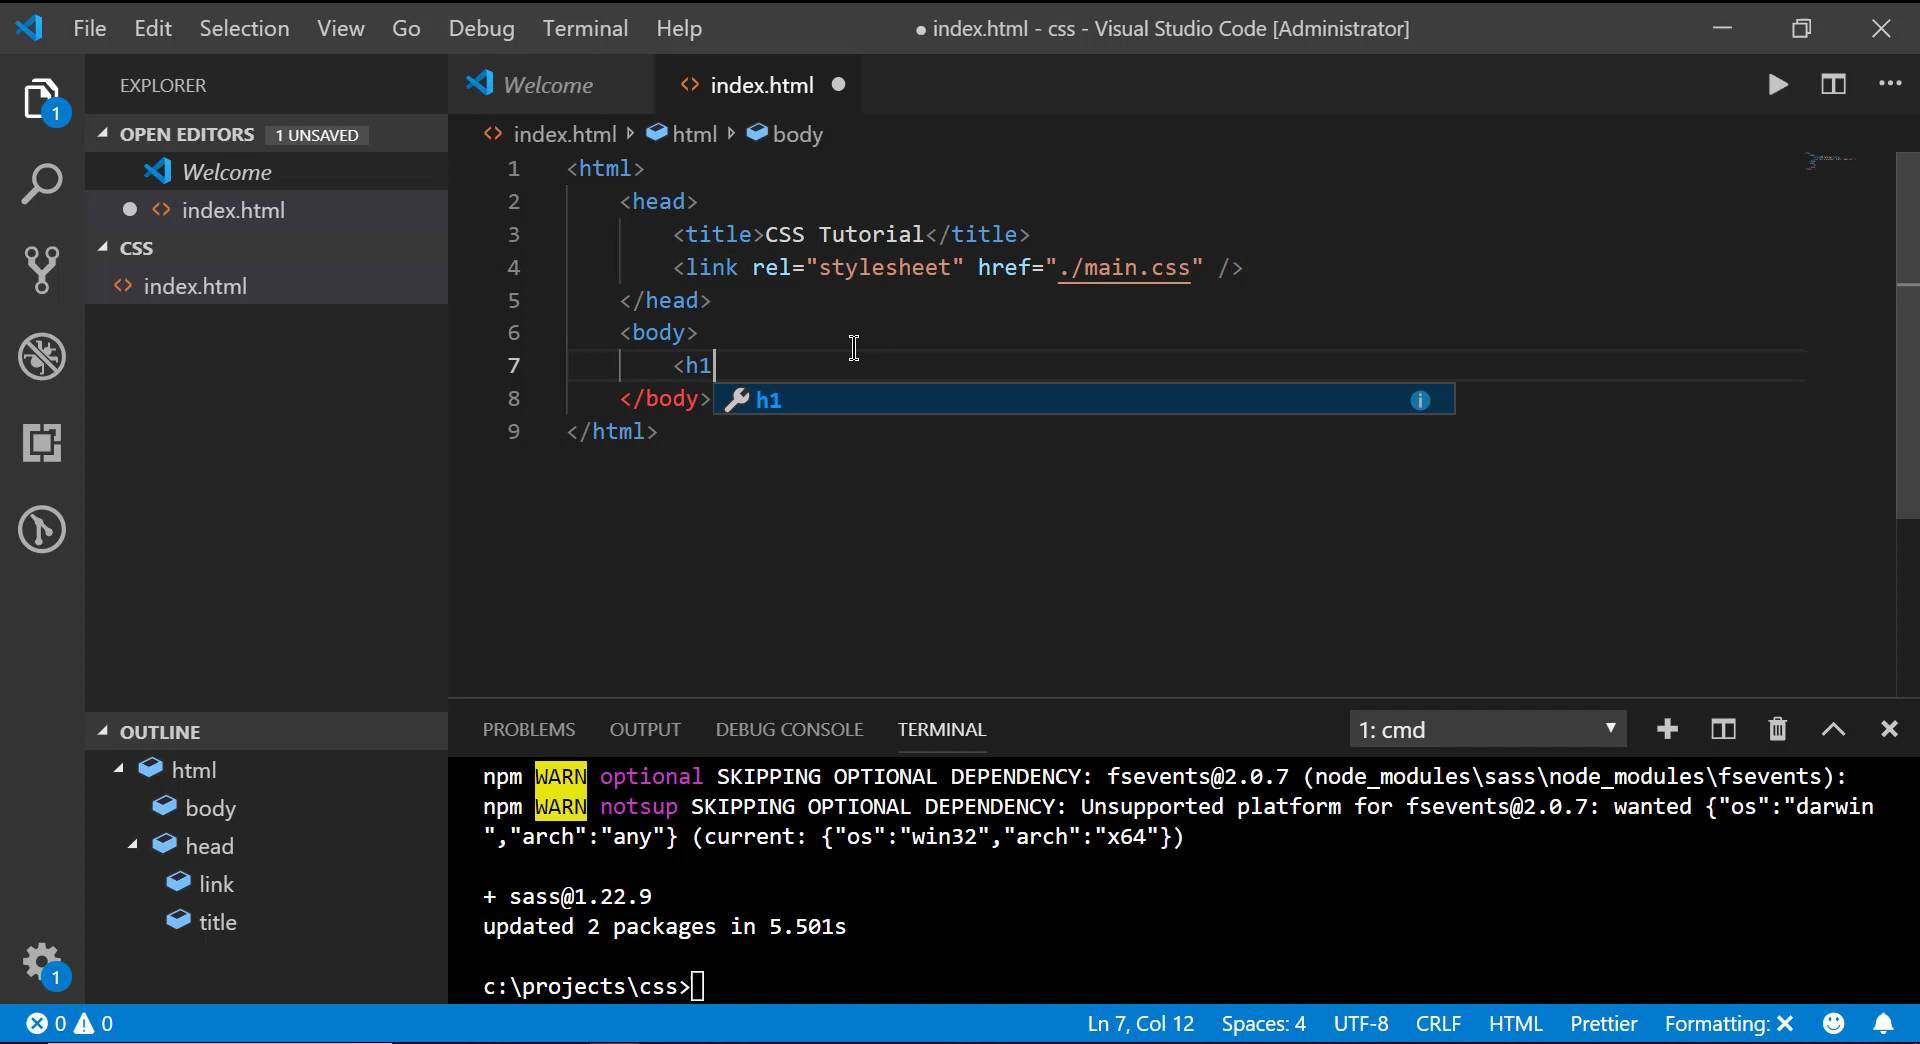 File Edit Selection View Go Debug Terminal Help
● index.html - css - Visual Studio Code [Administrator]
EXPLORER
1
OPEN EDITORS 1 UNSAVED
Welcome
index.html
CSS
index.html
OUTLINE
html
body
head
link
title
1
Welcome
index.html
index.html html body
1 <html>
2 <head>
3 <title>CSS Tutorial</title>
4 <link rel="stylesheet" href="./main.css" />
5 </head>
6 <body>
7 <h1
8 </body>
h1
9 </html>
PROBLEMS OUTPUT DEBUG CONSOLE TERMINAL
1: cmd
npm WARN optional SKIPPING OPTIONAL DEPENDENCY: fsevents@2.0.7 (node_modules\sass\node_modules\fsevents):
npm WARN notsup SKIPPING OPTIONAL DEPENDENCY: Unsupported platform for fsevents@2.0.7: wanted {"os":"darwin
","arch":"any"} (current: {"os":"win32","arch":"x64"})
+ sass@1.22.9
updated 2 packages in 5.501s
c:\projects\css>
0 0
Ln 7, Col 12 Spaces: 4 UTF-8 CRLF HTML Prettier Formatting: ✕